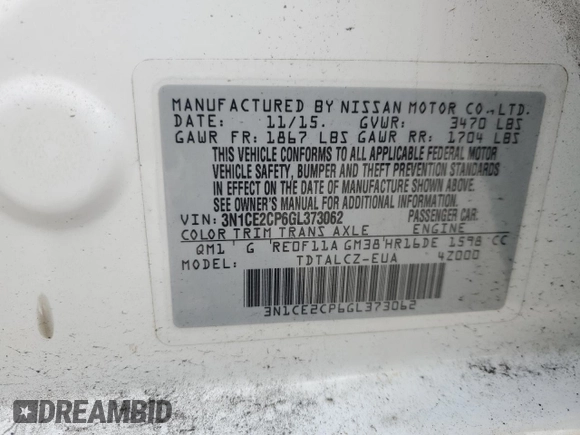 MANUFACTURED BY NISSAN MOTOR CO.,LTD.
DATE: 11/15. GVWR: 3470 LBS
GAWR FR: 1867 LBS GAWR RR: 1704 LBS
THIS VEHICLE CONFORMS TO ALL APPLICABLE FEDERAL MOTOR
VEHICLE SAFETY, BUMPER AND THEFT PREVENTION STANDARDS
IN EFFECT ON THE DATE OF MANUFACTURE SHOWN ABOVE.
SEE OWNER'S MANUAL FOR ADDITIONAL INFORMATION.
VIN: 3N1CE2CP6GL373062 PASSENGER CAR
COLOR TRIM TRANS AXLE ENGINE
QM1 G RE0F11A GM38 HR16DE 1598 CC
MODEL: TDTALCZ-EUA 4Z000
3N1CE2CP6GL373062
DREAMBID